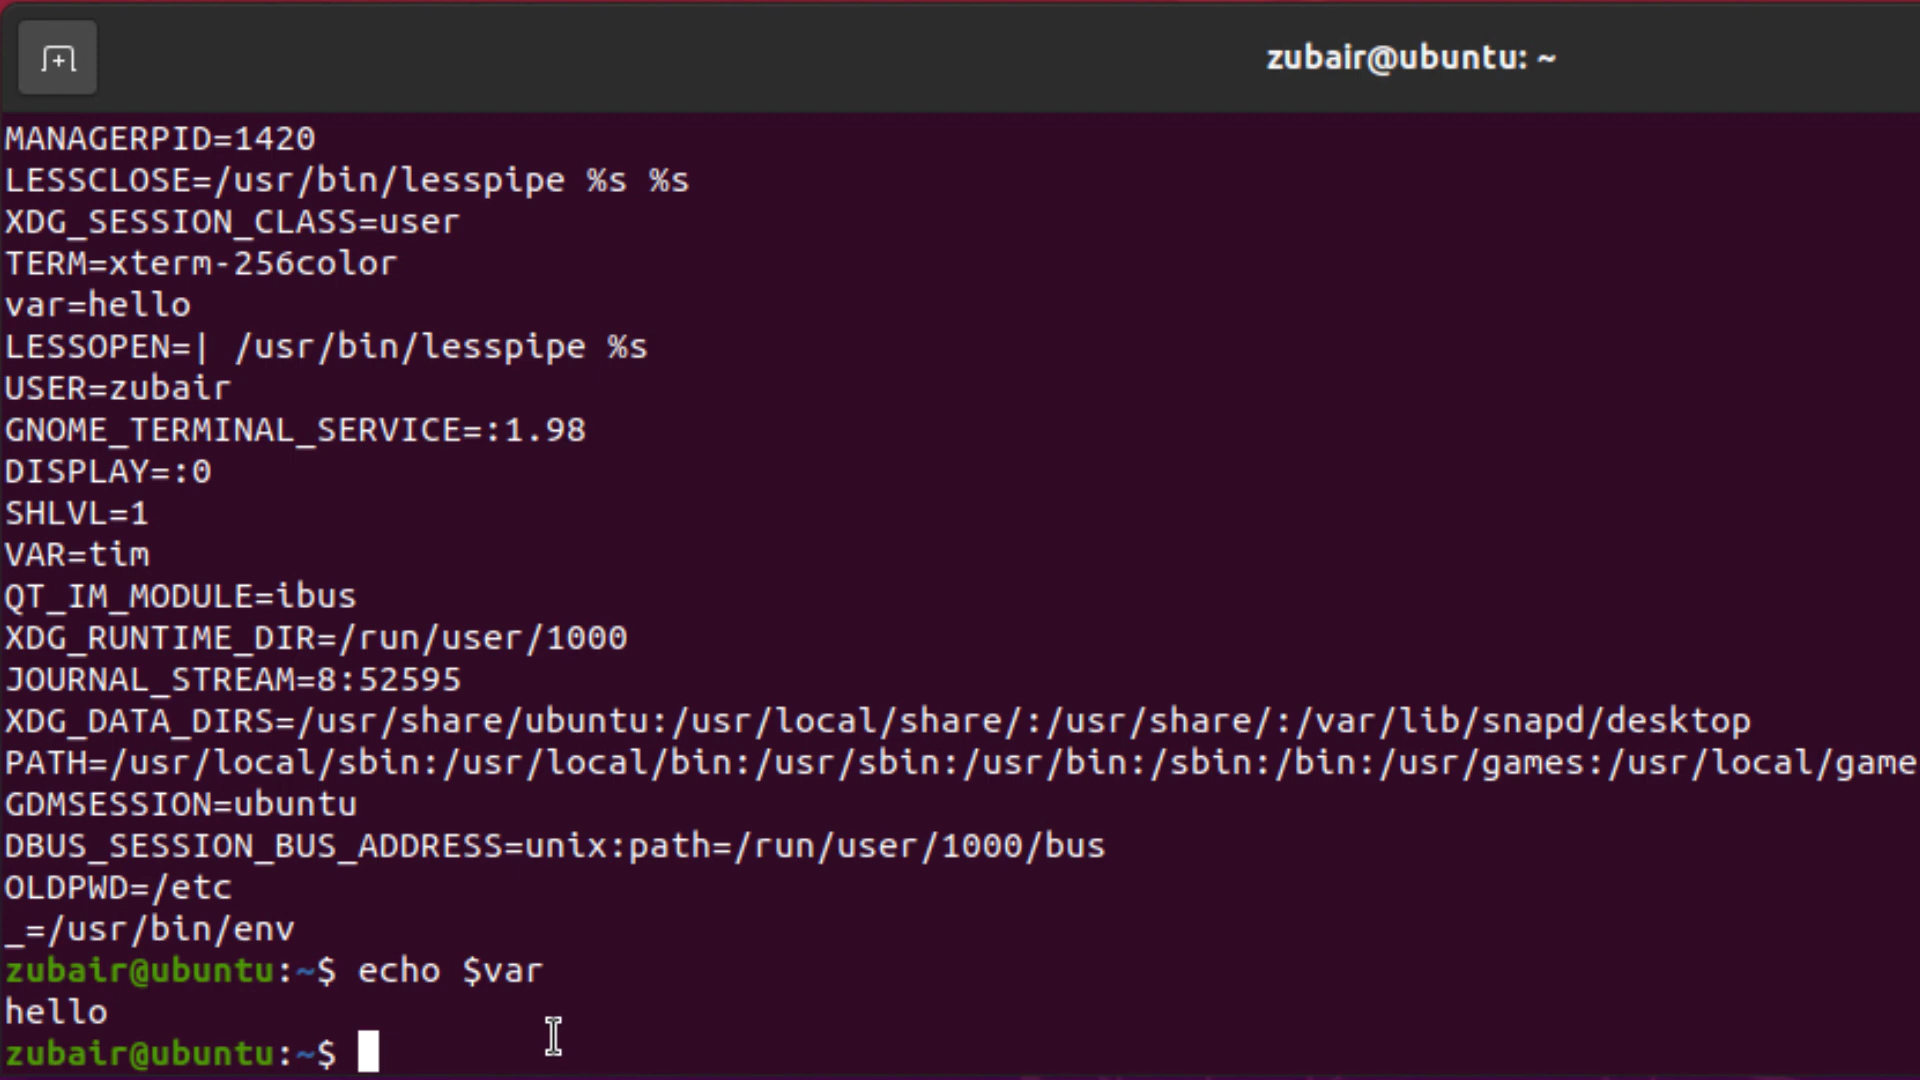 zubair@ubuntu: ~
MANAGERPID=1420
LESSCLOSE=/usr/bin/lesspipe %s %s
XDG_SESSION_CLASS=user
TERM=xterm-256color
var=hello
LESSOPEN=| /usr/bin/lesspipe %s
USER=zubair
GNOME_TERMINAL_SERVICE=:1.98
DISPLAY=:0
SHLVL=1
VAR=tim
QT_IM_MODULE=ibus
XDG_RUNTIME_DIR=/run/user/1000
JOURNAL_STREAM=8:52595
XDG_DATA_DIRS=/usr/share/ubuntu:/usr/local/share/:/usr/share/:/var/lib/snapd/desktop
PATH=/usr/local/sbin:/usr/local/bin:/usr/sbin:/usr/bin:/sbin:/bin:/usr/games:/usr/local/game
GDMSESSION=ubuntu
DBUS_SESSION_BUS_ADDRESS=unix:path=/run/user/1000/bus
OLDPWD=/etc
_=/usr/bin/env
zubair@ubuntu:~$ echo $var
hello
zubair@ubuntu:~$